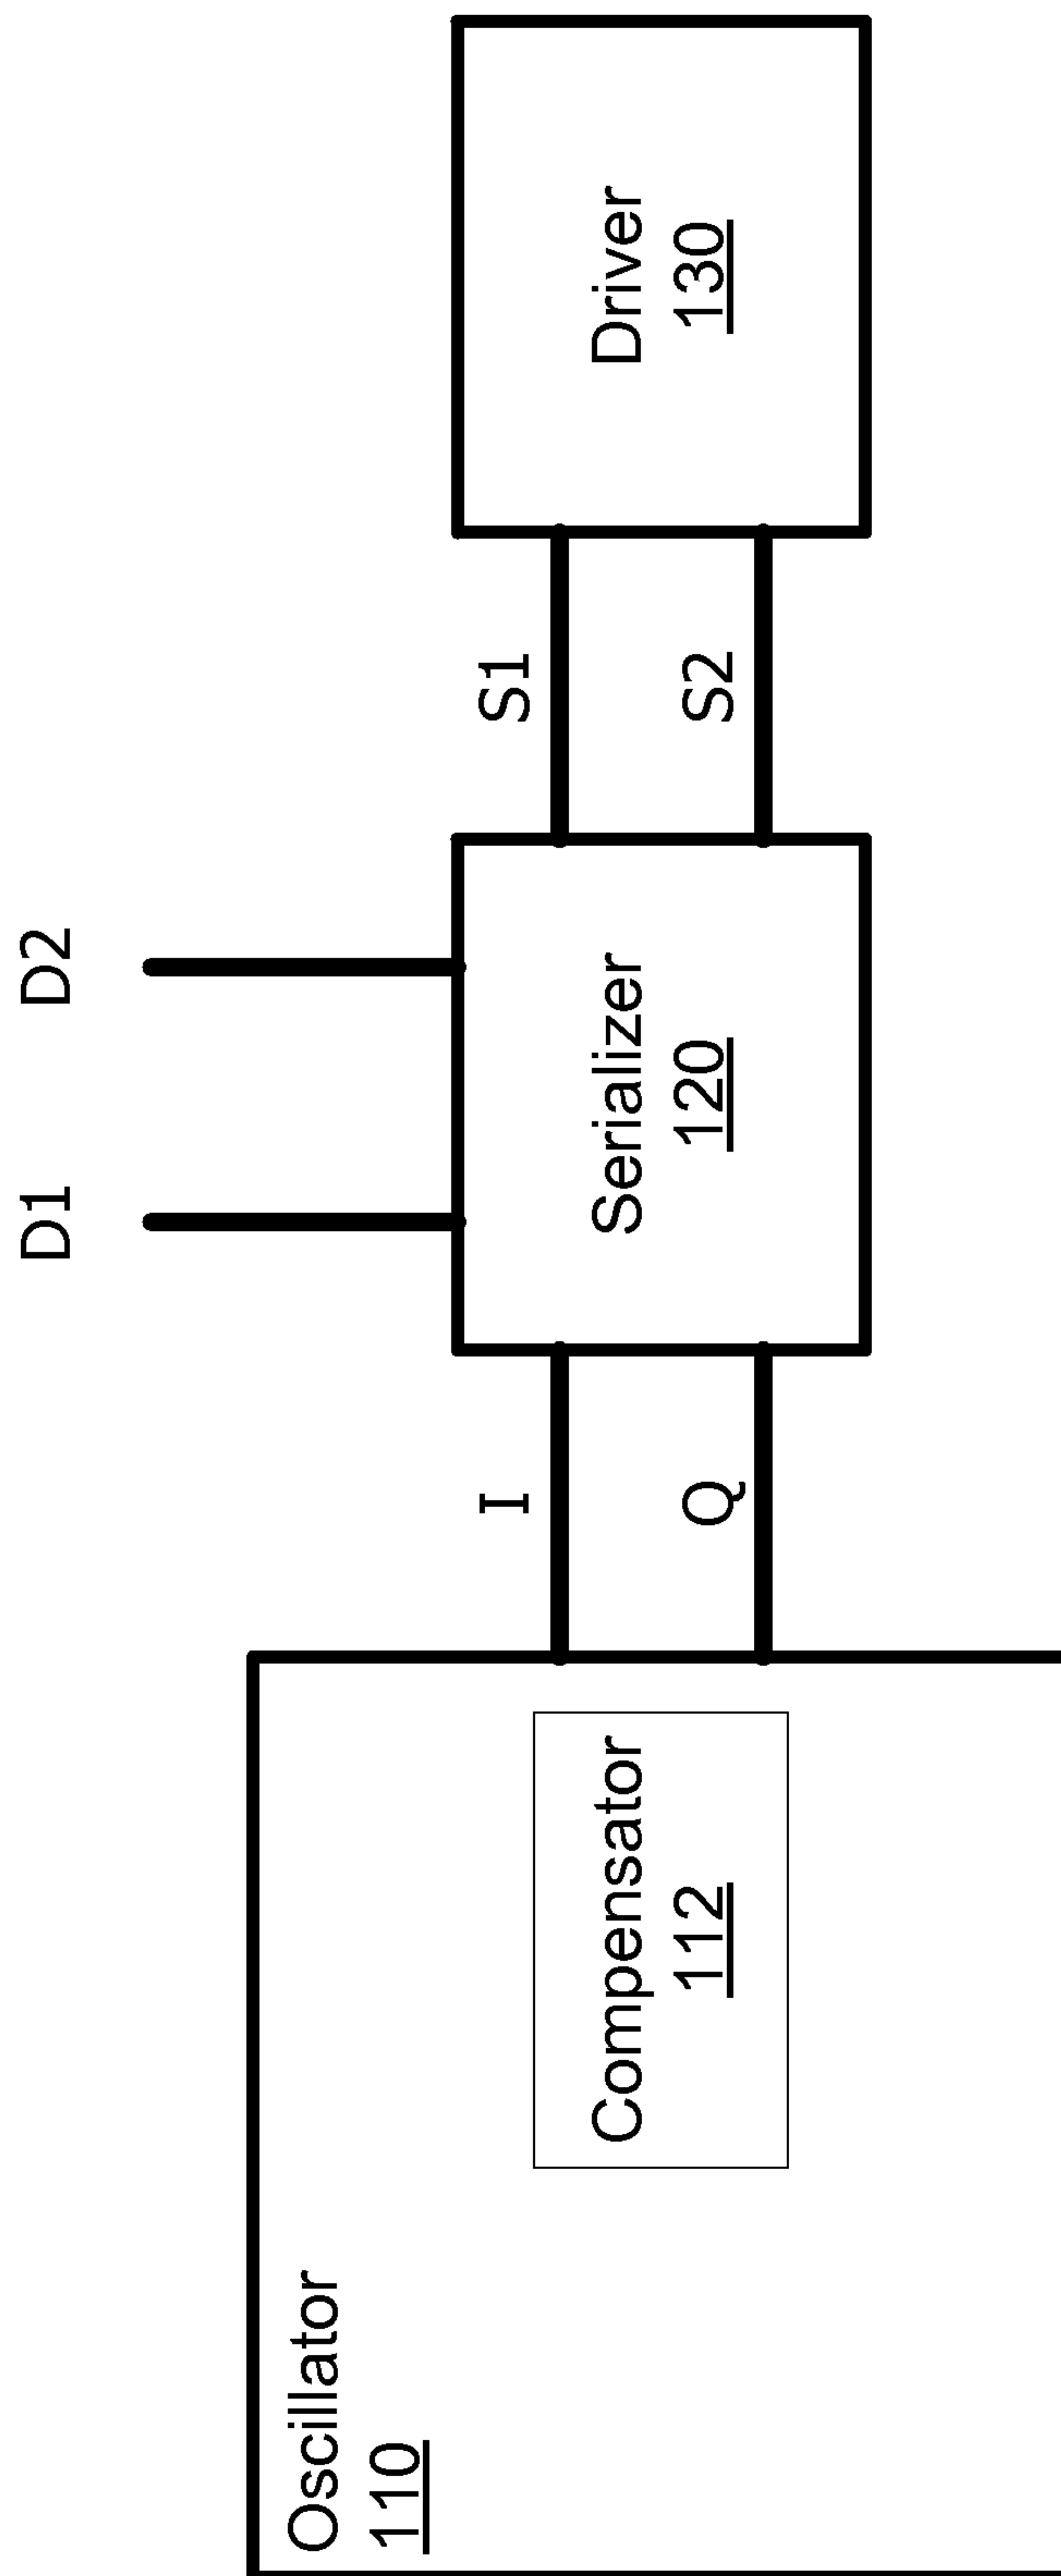 Oscillator
110
Compensator
112
I
Q
D1
D2
Serializer
120
S1
S2
Driver
130